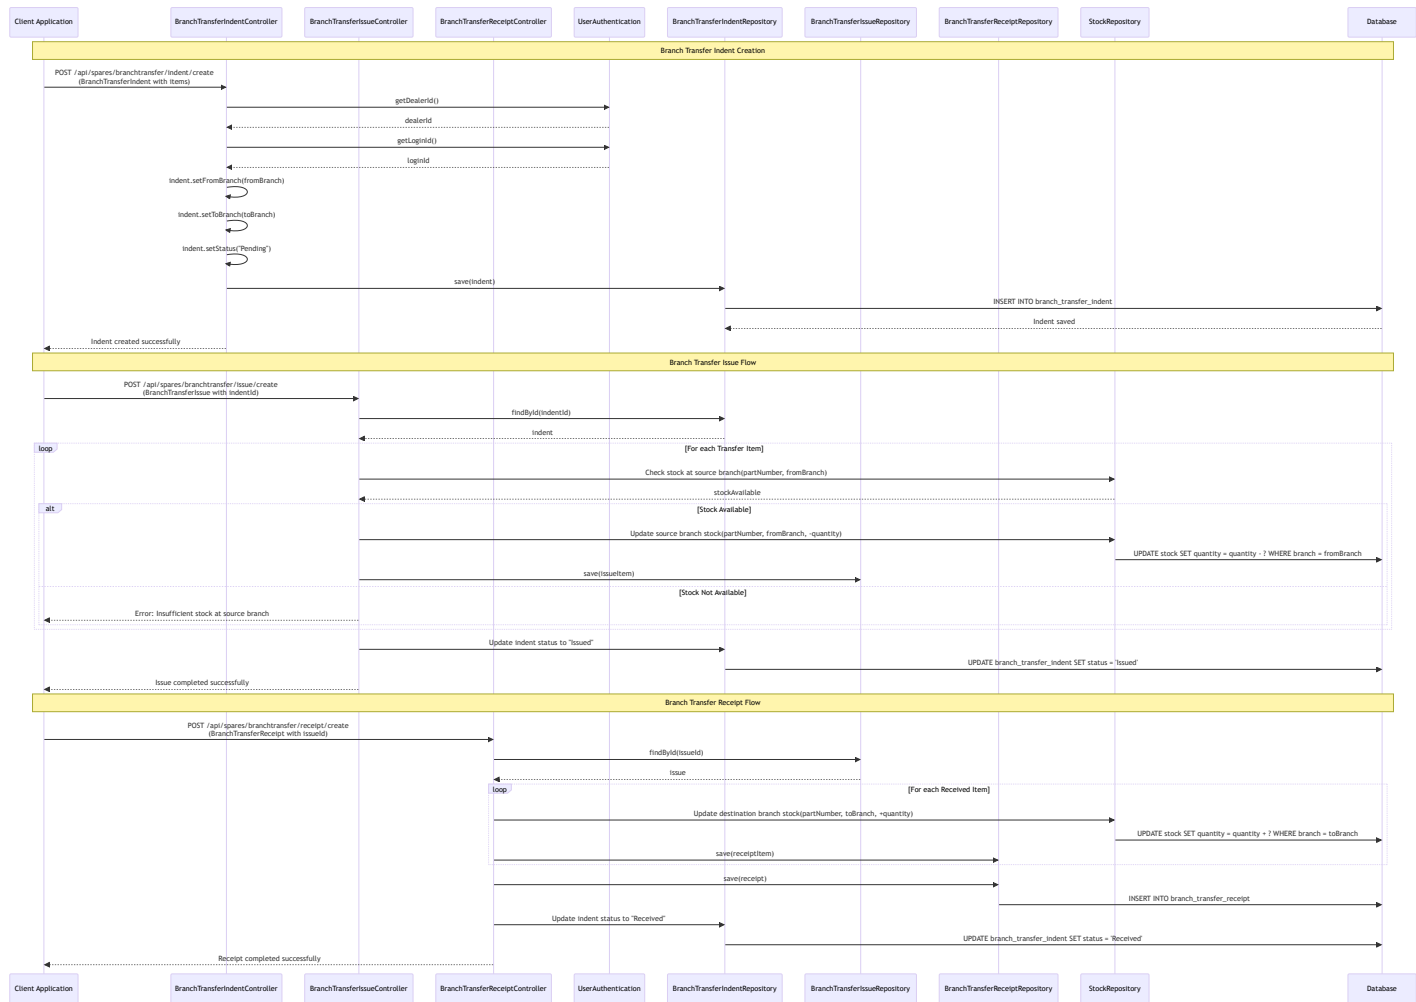 Client Application
BranchTransferIndentController
BranchTransferIssueController
BranchTransferReceiptController
UserAuthentication
BranchTransferIndentRepository
BranchTransferIssueRepository
BranchTransferReceiptRepository
StockRepository
Database
Branch Transfer Indent Creation
POST /api/spares/branchtransfer/indent/create
(BranchTransferIndent with items)
getDealerId()
dealerId
getLoginId()
loginId
indent.setFromBranch(fromBranch)
indent.setToBranch(toBranch)
indent.setStatus("Pending")
save(indent)
INSERT INTO branch_transfer_indent
Indent saved
Indent created successfully
Branch Transfer Issue Flow
POST /api/spares/branchtransfer/issue/create
(BranchTransferIssue with indentId)
findById(indentId)
indent
loop
[For each Transfer Item]
Check stock at source branch(partNumber, fromBranch)
stockAvailable
alt
[Stock Available]
Update source branch stock(partNumber, fromBranch, -quantity)
UPDATE stock SET quantity = quantity - ? WHERE branch = fromBranch
save(issueItem)
[Stock Not Available]
Error: Insufficient stock at source branch
Update indent status to "Issued"
UPDATE branch_transfer_indent SET status = 'Issued'
Issue completed successfully
Branch Transfer Receipt Flow
POST /api/spares/branchtransfer/receipt/create
(BranchTransferReceipt with issueId)
findById(issueId)
issue
loop
[For each Received Item]
Update destination branch stock(partNumber, toBranch, +quantity)
UPDATE stock SET quantity = quantity + ? WHERE branch = toBranch
save(receiptItem)
save(receipt)
INSERT INTO branch_transfer_receipt
Update indent status to "Received"
UPDATE branch_transfer_indent SET status = 'Received'
Receipt completed successfully
Client Application
BranchTransferIndentController
BranchTransferIssueController
BranchTransferReceiptController
UserAuthentication
BranchTransferIndentRepository
BranchTransferIssueRepository
BranchTransferReceiptRepository
StockRepository
Database